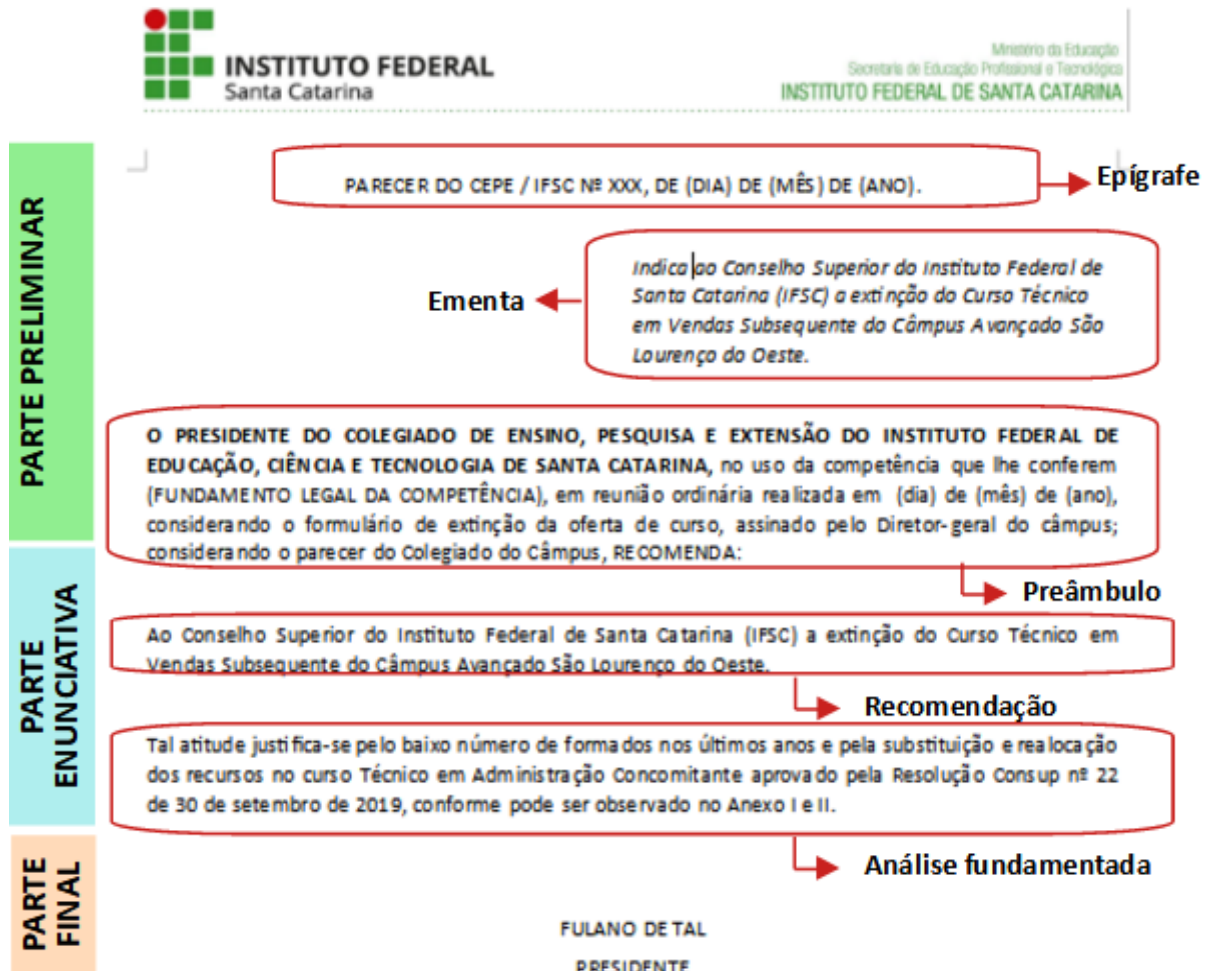 INSTITUTO FEDERAL
Santa Catarina
Ministério da Educação
Secretaria de Educação Profissional e Tecnológica
INSTITUTO FEDERAL DE SANTA CATARINA
PARTE PRELIMINAR
PARECER DO CEPE / IFSC Nº XXX, DE (DIA) DE (MÊS) DE (ANO).
Epígrafe
Ementa
Indica ao Conselho Superior do Instituto Federal de
Santa Catarina (IFSC) a extinção do Curso Técnico
em Vendas Subsequente do Câmpus Avançado São
Lourenço do Oeste.
O PRESIDENTE DO COLEGIADO DE ENSINO, PESQUISA E EXTENSÃO DO INSTITUTO FEDERAL DE
EDUCAÇÃO, CIÊNCIA E TECNOLOGIA DE SANTA CATARINA, no uso da competência que lhe conferem
(FUNDAMENTO LEGAL DA COMPETÊNCIA), em reunião ordinária realizada em (dia) de (mês) de (ano),
considerando o formulário de extinção da oferta de curso, assinado pelo Diretor-geral do câmpus;
considerando o parecer do Colegiado do Câmpus, RECOMENDA:
Preâmbulo
PARTE
ENUNCIATIVA
Ao Conselho Superior do Instituto Federal de Santa Catarina (IFSC) a extinção do Curso Técnico em
Vendas Subsequente do Câmpus Avançado São Lourenço do Oeste.
Recomendação
Tal atitude justifica-se pelo baixo número de formados nos últimos anos e pela substituição e realocação
dos recursos no curso Técnico em Administração Concomitante aprovado pela Resolução Consup nº 22
de 30 de setembro de 2019, conforme pode ser observado no Anexo I e II.
Análise fundamentada
PARTE
FINAL
FULANO DE TAL
PRESIDENTE